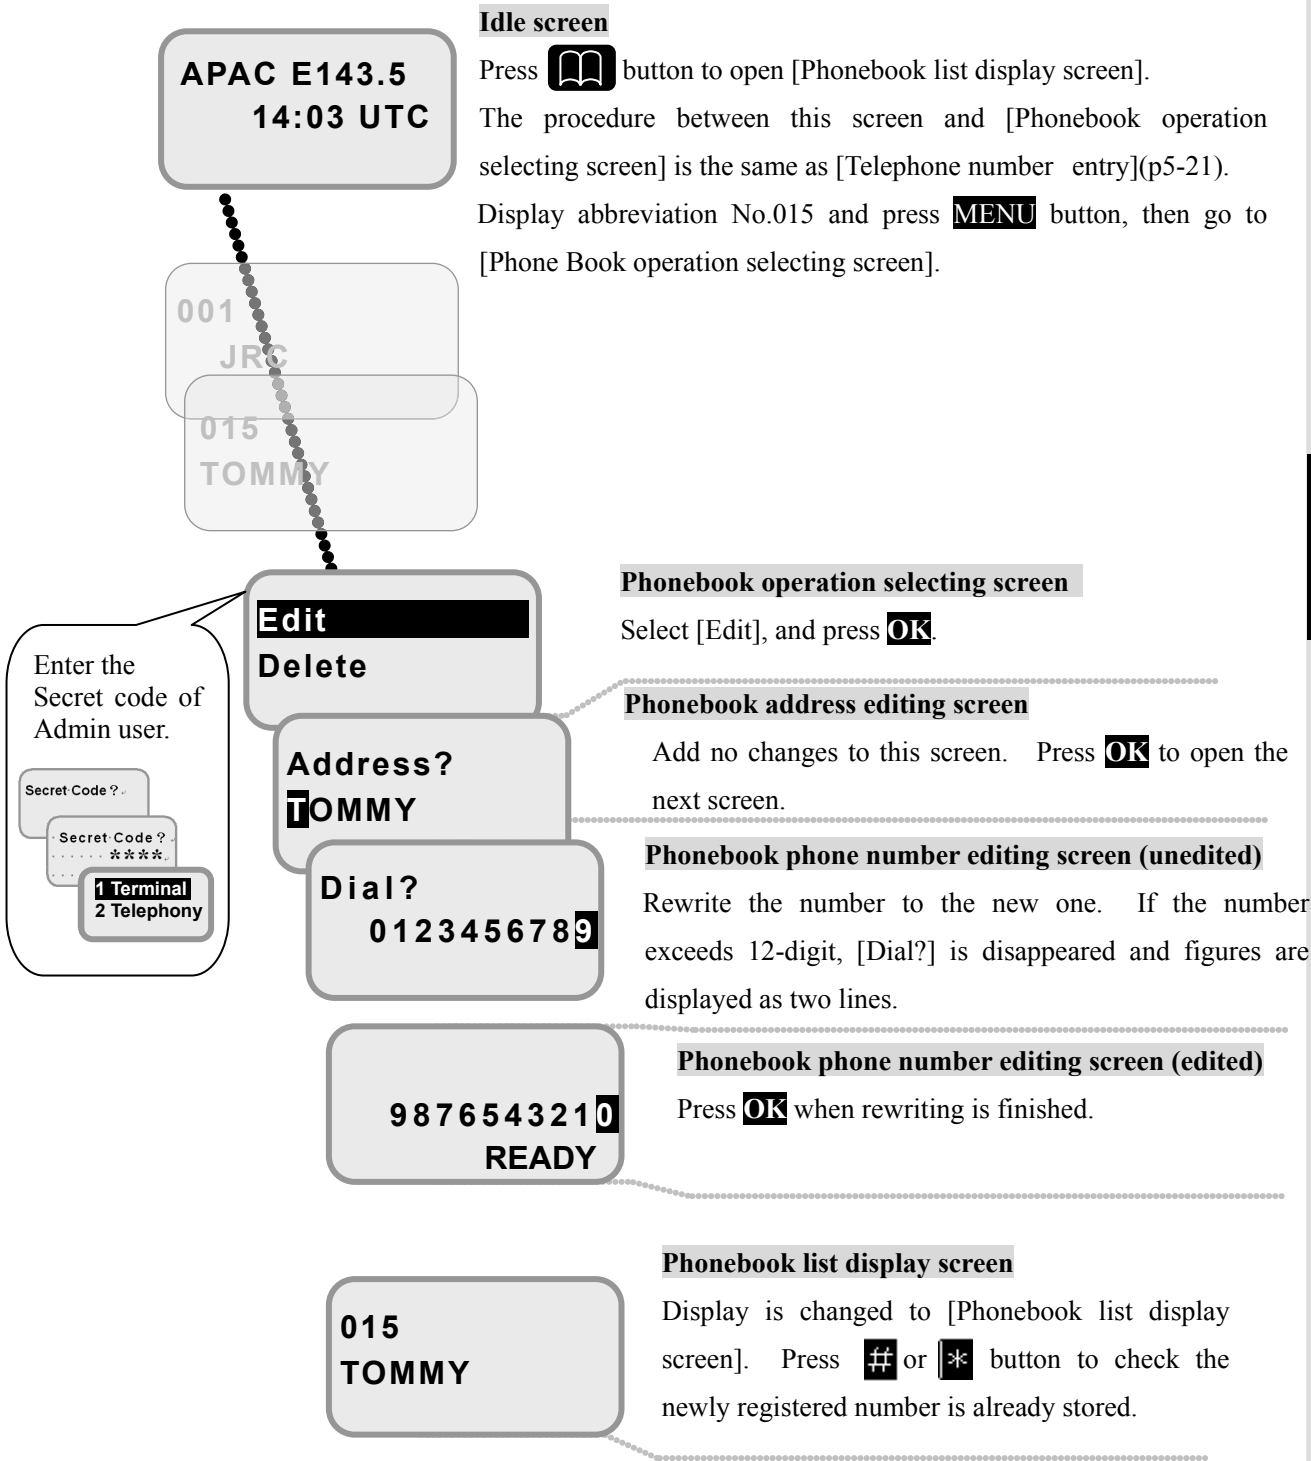 Idle screen
APAC E143.5
14:03 UTC
Press button to open [Phonebook list display screen].
The procedure between this screen and [Phonebook operation
selecting screen] is the same as [Telephone number entry](p5-21).
Display abbreviation No.015 and press MENU button, then go to
[Phone Book operation selecting screen].
001
JRC
015
TOMMY
Phonebook operation selecting screen
Select [Edit], and press OK.
Edit
Delete
Enter the
Secret code of
Admin user.
Secret Code?
Secret Code?
****
1 Terminal
2 Telephony
Phonebook address editing screen
Add no changes to this screen. Press OK to open the
next screen.
Address?
TOMMY
Phonebook phone number editing screen (unedited)
Rewrite the number to the new one. If the number
exceeds 12-digit, [Dial?] is disappeared and figures are
displayed as two lines.
Dial?
0123456789
Phonebook phone number editing screen (edited)
Press OK when rewriting is finished.
9876543210
READY
Phonebook list display screen
Display is changed to [Phonebook list display
screen]. Press # or * button to check the
newly registered number is already stored.
015
TOMMY